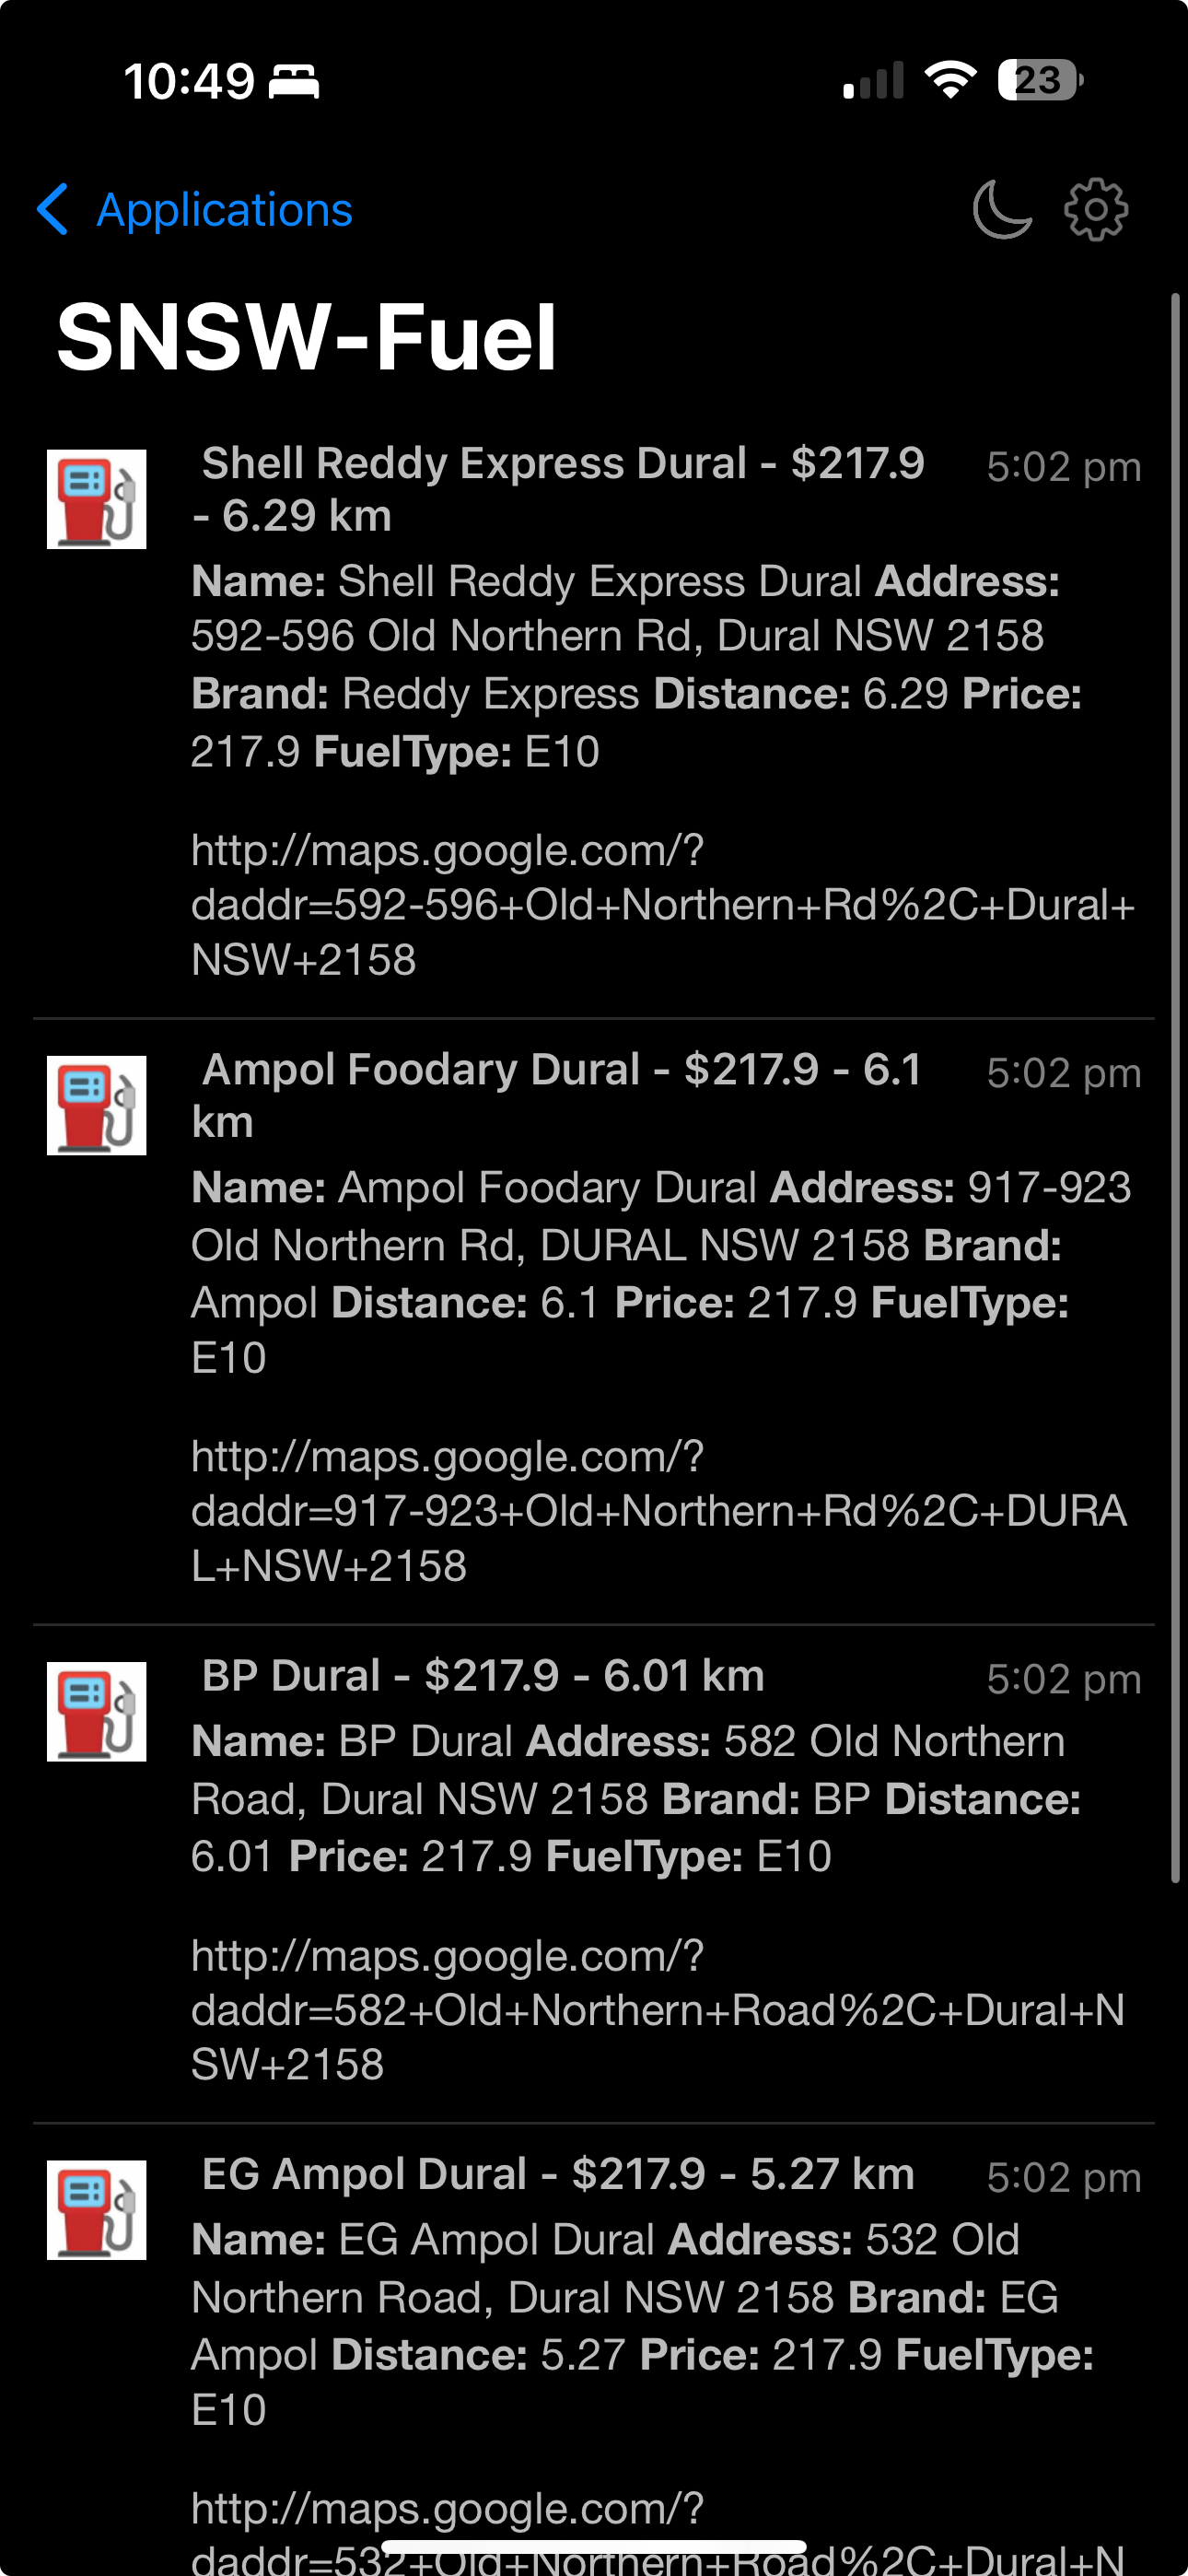 10:49
23
Applications
SNSW-Fuel
Shell Reddy Express Dural - $217.9
5:02 pm
- 6.29 km
Name: Shell Reddy Express Dural Address:
592-596 Old Northern Rd, Dural NSW 2158
Brand: Reddy Express Distance: 6.29 Price:
217.9 FuelType: E10
http://maps.google.com/?
daddr=592-596+Old+Northern+Rd%2C+Dural+
NSW+2158
Ampol Foodary Dural - $217.9 - 6.1
5:02 pm
km
Name: Ampol Foodary Dural Address: 917-923
Old Northern Rd, DURAL NSW 2158 Brand:
Ampol Distance: 6.1 Price: 217.9 FuelType:
E10
http://maps.google.com/?
daddr=917-923+Old+Northern+Rd%2C+DURA
L+NSW+2158
BP Dural - $217.9 - 6.01 km
5:02 pm
Name: BP Dural Address: 582 Old Northern
Road, Dural NSW 2158 Brand: BP Distance:
6.01 Price: 217.9 FuelType: E10
http://maps.google.com/?
daddr=582+Old+Northern+Road%2C+Dural+N
SW+2158
EG Ampol Dural - $217.9 - 5.27 km
5:02 pm
Name: EG Ampol Dural Address: 532 Old
Northern Road, Dural NSW 2158 Brand: EG
Ampol Distance: 5.27 Price: 217.9 FuelType:
E10
http://maps.google.com/?
daddr=532+Old+Northern+Road%2C+Dural+N